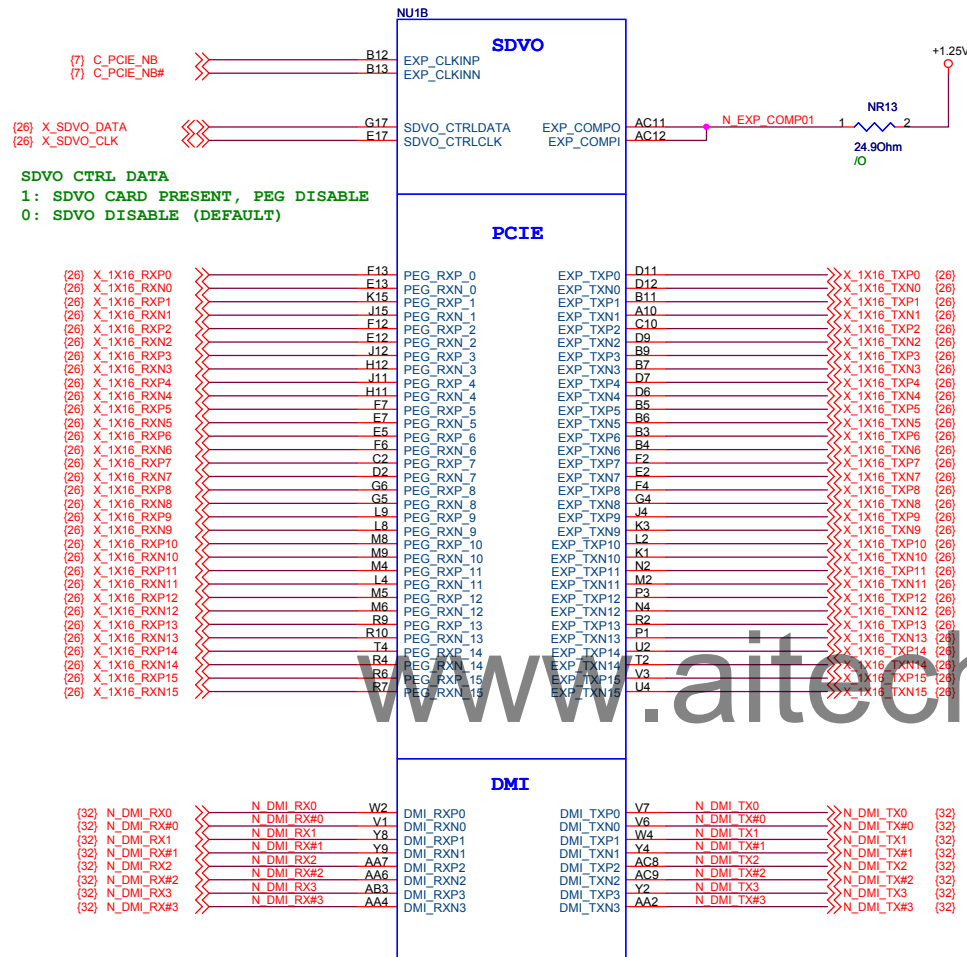 NU1B
SDVO
+1.25V
{7} C_PCIE_NB B12 EXP_CLKINP
{7} C_PCIE_NB# B13 EXP_CLKINN
NR13
{26} X_SDVO_DATA G17 SDVO_CTRLDATA EXP_COMPO AC11 N_EXP_COMP01 1 2
{26} X_SDVO_CLK E17 SDVO_CTRLCLK EXP_COMPI AC12
24.9Ohm
/O
SDVO CTRL DATA
1: SDVO CARD PRESENT, PEG DISABLE
0: SDVO DISABLE (DEFAULT)
PCIE
{26} X_1X16_RXP0 F13 PEG_RXP_0 EXP_TXP0 D11 X_1X16_TXP0 {26}
{26} X_1X16_RXN0 E13 PEG_RXN_0 EXP_TXN0 D12 X_1X16_TXN0 {26}
{26} X_1X16_RXP1 K15 PEG_RXP_1 EXP_TXP1 B11 X_1X16_TXP1 {26}
{26} X_1X16_RXN1 J15 PEG_RXN_1 EXP_TXN1 A10 X_1X16_TXN1 {26}
{26} X_1X16_RXP2 F12 PEG_RXP_2 EXP_TXP2 C10 X_1X16_TXP2 {26}
{26} X_1X16_RXN2 E12 PEG_RXN_2 EXP_TXN2 D9 X_1X16_TXN2 {26}
{26} X_1X16_RXP3 J12 PEG_RXP_3 EXP_TXP3 B9 X_1X16_TXP3 {26}
{26} X_1X16_RXN3 H12 PEG_RXN_3 EXP_TXN3 B7 X_1X16_TXN3 {26}
{26} X_1X16_RXP4 J11 PEG_RXP_4 EXP_TXP4 D7 X_1X16_TXP4 {26}
{26} X_1X16_RXN4 H11 PEG_RXN_4 EXP_TXN4 D6 X_1X16_TXN4 {26}
{26} X_1X16_RXP5 F7 PEG_RXP_5 EXP_TXP5 B5 X_1X16_TXP5 {26}
{26} X_1X16_RXN5 E7 PEG_RXN_5 EXP_TXN5 B6 X_1X16_TXN5 {26}
{26} X_1X16_RXP6 E5 PEG_RXP_6 EXP_TXP6 B3 X_1X16_TXP6 {26}
{26} X_1X16_RXN6 F6 PEG_RXN_6 EXP_TXN6 B4 X_1X16_TXN6 {26}
{26} X_1X16_RXP7 C2 PEG_RXP_7 EXP_TXP7 F2 X_1X16_TXP7 {26}
{26} X_1X16_RXN7 D2 PEG_RXN_7 EXP_TXN7 E2 X_1X16_TXN7 {26}
{26} X_1X16_RXP8 G6 PEG_RXP_8 EXP_TXP8 F4 X_1X16_TXP8 {26}
{26} X_1X16_RXN8 G5 PEG_RXN_8 EXP_TXN8 G4 X_1X16_TXN8 {26}
{26} X_1X16_RXP9 L9 PEG_RXP_9 EXP_TXP9 J4 X_1X16_TXP9 {26}
{26} X_1X16_RXN9 L8 PEG_RXN_9 EXP_TXN9 K3 X_1X16_TXN9 {26}
{26} X_1X16_RXP10 M8 PEG_RXP_10 EXP_TXP10 L2 X_1X16_TXP10 {26}
{26} X_1X16_RXN10 M9 PEG_RXN_10 EXP_TXN10 K1 X_1X16_TXN10 {26}
{26} X_1X16_RXP11 M4 PEG_RXP_11 EXP_TXP11 N2 X_1X16_TXP11 {26}
{26} X_1X16_RXN11 L4 PEG_RXN_11 EXP_TXN11 M2 X_1X16_TXN11 {26}
{26} X_1X16_RXP12 M5 PEG_RXP_12 EXP_TXP12 P3 X_1X16_TXP12 {26}
{26} X_1X16_RXN12 M6 PEG_RXN_12 EXP_TXN12 N4 X_1X16_TXN12 {26}
{26} X_1X16_RXP13 R9 PEG_RXP_13 EXP_TXP13 R2 X_1X16_TXP13 {26}
{26} X_1X16_RXN13 R10 PEG_RXN_13 EXP_TXN13 P1 X_1X16_TXN13 {26}
{26} X_1X16_RXP14 T4 PEG_RXP_14 EXP_TXP14 U2 X_1X16_TXP14 {26}
{26} X_1X16_RXN14 R4 PEG_RXN_14 EXP_TXN14 T2 X_1X16_TXN14 {26}
{26} X_1X16_RXP15 R6 PEG_RXP_15 EXP_TXP15 V3 X_1X16_TXP15 {26}
{26} X_1X16_RXN15 R7 PEG_RXN_15 EXP_TXN15 U4 X_1X16_TXN15 {26}
www.aitech
DMI
{32} N_DMI_RX0 N_DMI_RX0 W2 DMI_RXP0 DMI_TXP0 V7 N_DMI_TX0 N_DMI_TX0 {32}
{32} N_DMI_RX#0 N_DMI_RX#0 V1 DMI_RXN0 DMI_TXN0 V6 N_DMI_TX#0 N_DMI_TX#0 {32}
{32} N_DMI_RX1 N_DMI_RX1 Y8 DMI_RXP1 DMI_TXP1 W4 N_DMI_TX1 N_DMI_TX1 {32}
{32} N_DMI_RX#1 N_DMI_RX#1 Y9 DMI_RXN1 DMI_TXN1 Y4 N_DMI_TX#1 N_DMI_TX#1 {32}
{32} N_DMI_RX2 N_DMI_RX2 AA7 DMI_RXP2 DMI_TXP2 AC8 N_DMI_TX2 N_DMI_TX2 {32}
{32} N_DMI_RX#2 N_DMI_RX#2 AA6 DMI_RXN2 DMI_TXN2 AC9 N_DMI_TX#2 N_DMI_TX#2 {32}
{32} N_DMI_RX3 N_DMI_RX3 AB3 DMI_RXP3 DMI_TXP3 Y2 N_DMI_TX3 N_DMI_TX3 {32}
{32} N_DMI_RX#3 N_DMI_RX#3 AA4 DMI_RXN3 DMI_TXN3 AA2 N_DMI_TX#3 N_DMI_TX#3 {32}